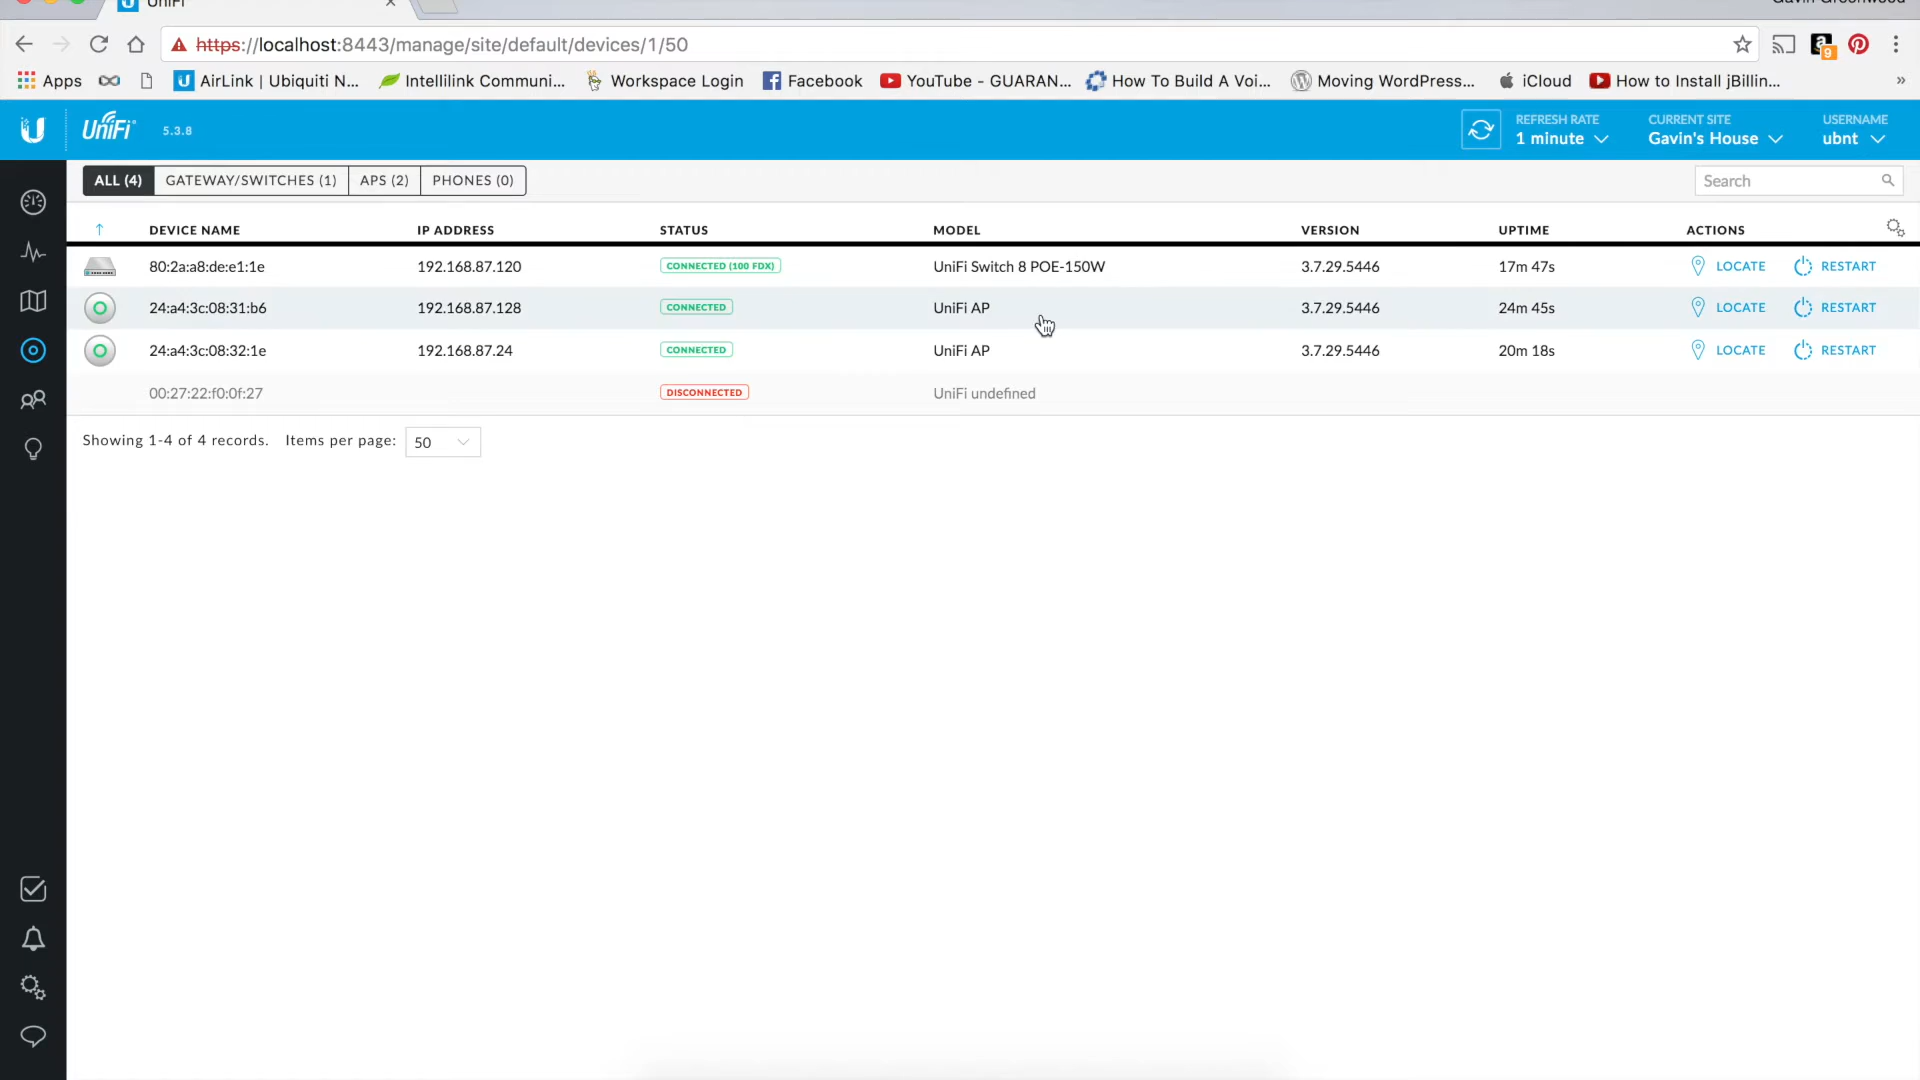 UniFi
Gavin Greenwood
https://localhost:8443/manage/site/default/devices/1/50
9
Apps AirLink | Ubiquiti N... Intellilink Communi... Workspace Login Facebook YouTube - GUARAN... How To Build A Voi... Moving WordPress... iCloud How to Install jBillin... »
UniFi 5.3.8
REFRESH RATE CURRENT SITE USERNAME
1 minute Gavin's House ubnt
ALL (4) GATEWAY/SWITCHES (1) APS (2) PHONES (0) Search
DEVICE NAME IP ADDRESS STATUS MODEL VERSION UPTIME ACTIONS
80:2a:a8:de:e1:1e 192.168.87.120 CONNECTED (100 FDX) UniFi Switch 8 POE-150W 3.7.29.5446 17m 47s LOCATE RESTART
24:a4:3c:08:31:b6 192.168.87.128 CONNECTED UniFi AP 3.7.29.5446 24m 45s LOCATE RESTART
24:a4:3c:08:32:1e 192.168.87.24 CONNECTED UniFi AP 3.7.29.5446 20m 18s LOCATE RESTART
00:27:22:f0:0f:27 DISCONNECTED UniFi undefined
Showing 1-4 of 4 records. Items per page: 50